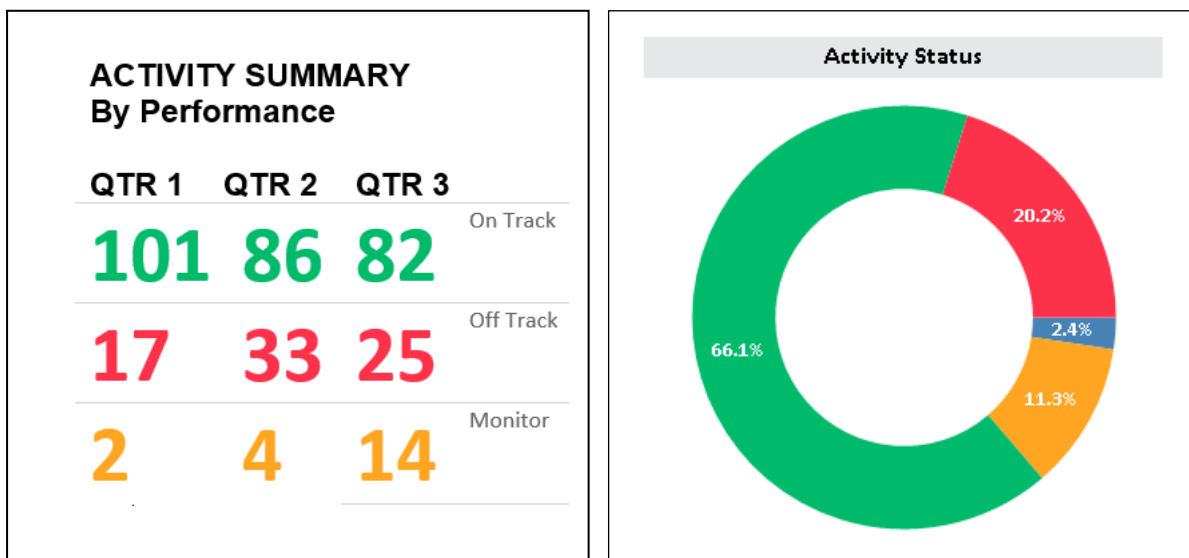 ACTIVITY SUMMARY
By Performance
QTR 1 QTR 2 QTR 3
On Track
101 86 82
Off Track
17 33 25
Monitor
2 4 14
Activity Status
20.2%
2.4%
66.1%
11.3%